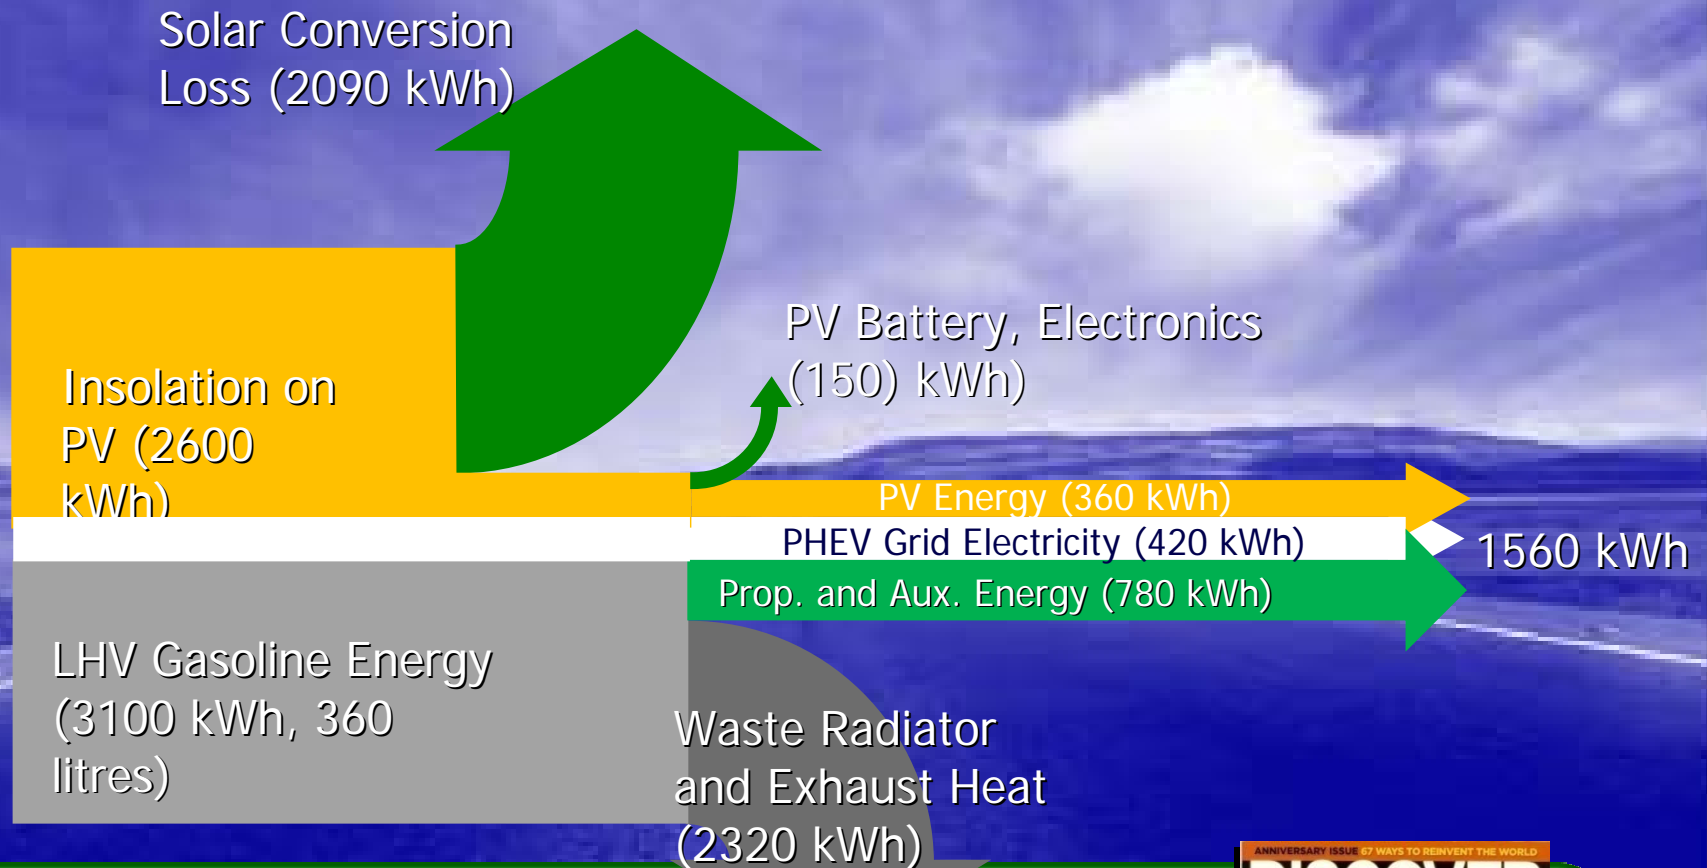 Solar Conversion
Loss (2090 kWh)
PV Battery, Electronics
(150) kWh)
Insolation on
PV (2600
kWh)
PV Energy (360 kWh)
PHEV Grid Electricity (420 kWh)
1560 kWh
Prop. and Aux. Energy (780 kWh)
LHV Gasoline Energy
(3100 kWh, 360
litres)
Waste Radiator
and Exhaust Heat
(2320 kWh)
ANNIVERSARY ISSUE 67 WAYS TO REINVENT THE WORLD
DISCOVER